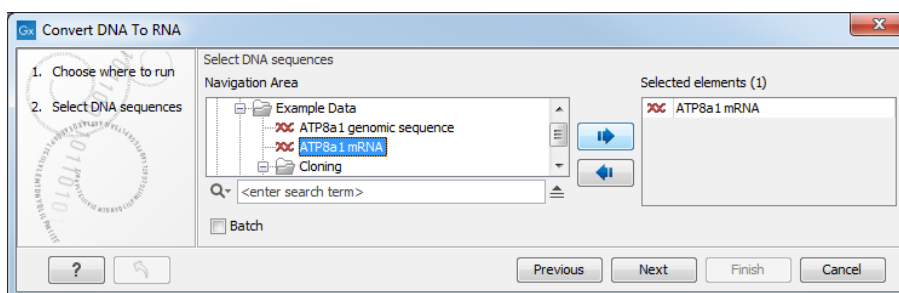 Gx Convert DNA To RNA
1. Choose where to run
2. Select DNA sequences
Select DNA sequences
Navigation Area
Example Data
ATP8a1 genomic sequence
ATP8a1 mRNA
Cloning
<enter search term>
Batch
Selected elements (1)
ATP8a1 mRNA
?
Previous
Next
Finish
Cancel